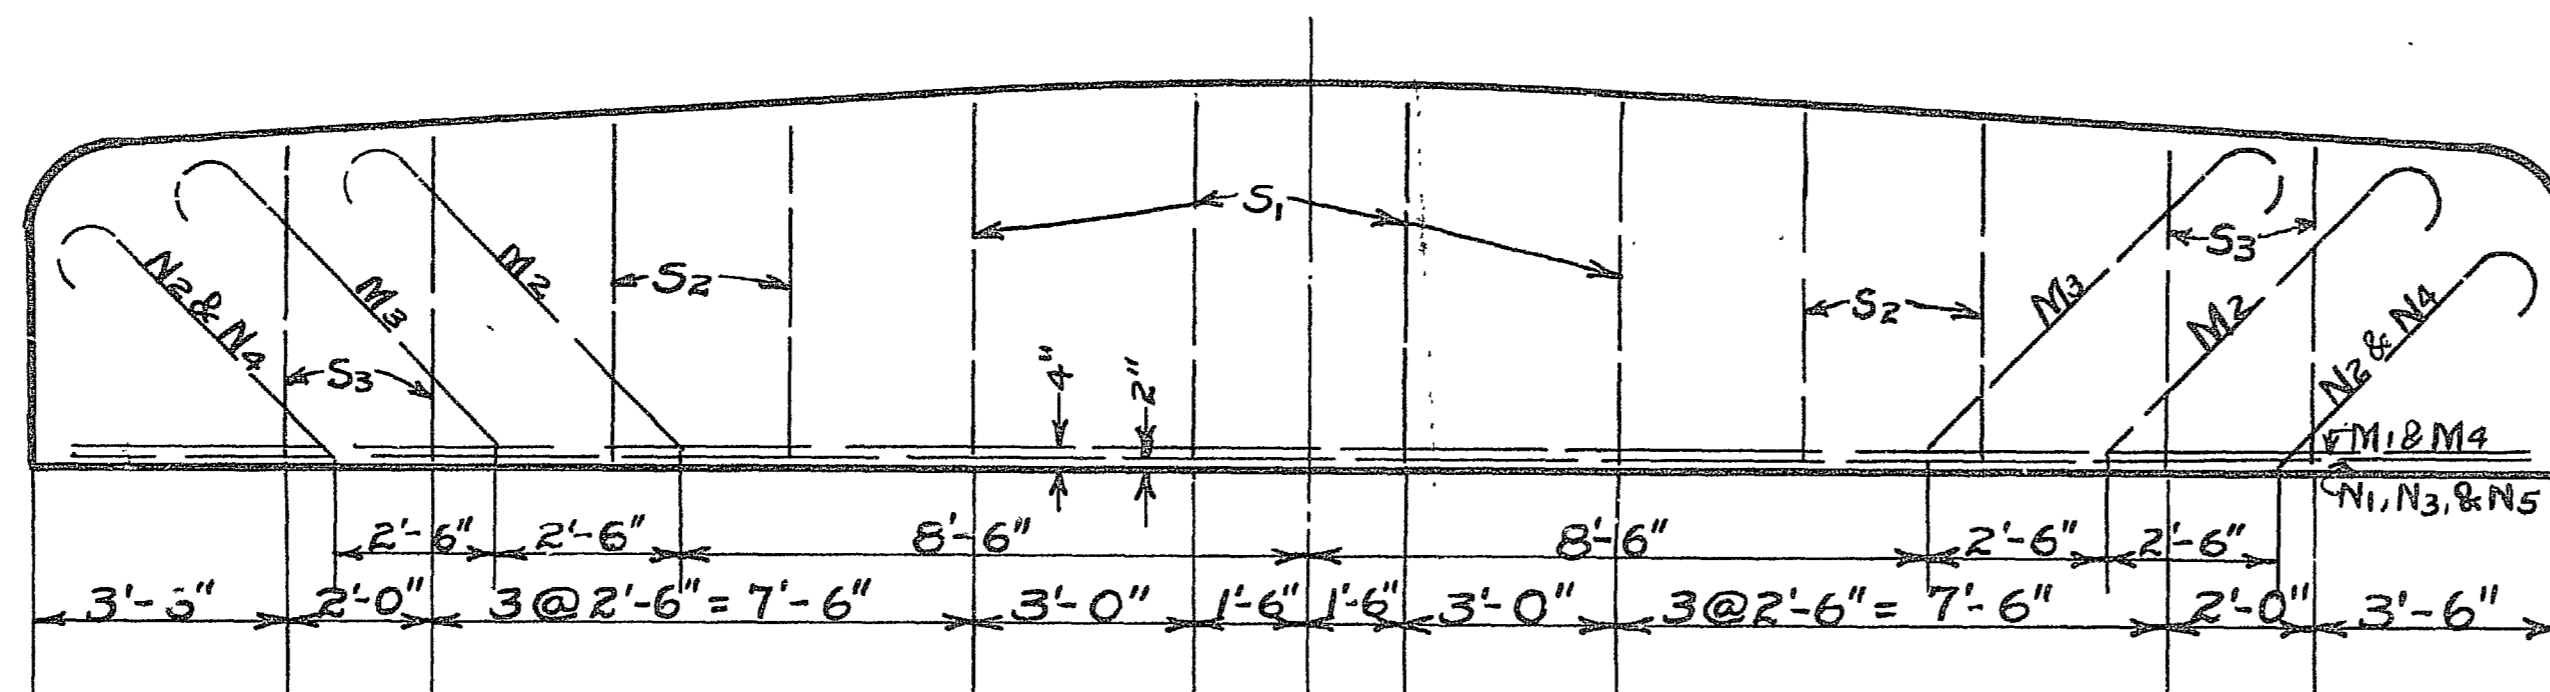 S1
S3
N2 & N4
M3
M2
S2
M3
M2
N2 & N4
S2
S3
4"
2"
M1 & M4
N1, N3, & N5
2'-6" 2'-6" 8'-6" 8'-6" 2'-6" 2'-6"
2'-0" 3@2'-6" = 7'-6" 3'-0" 1'-6" 1'-6" 3'-0" 3@2'-6" = 7'-6" 2'-0" 3'-6"